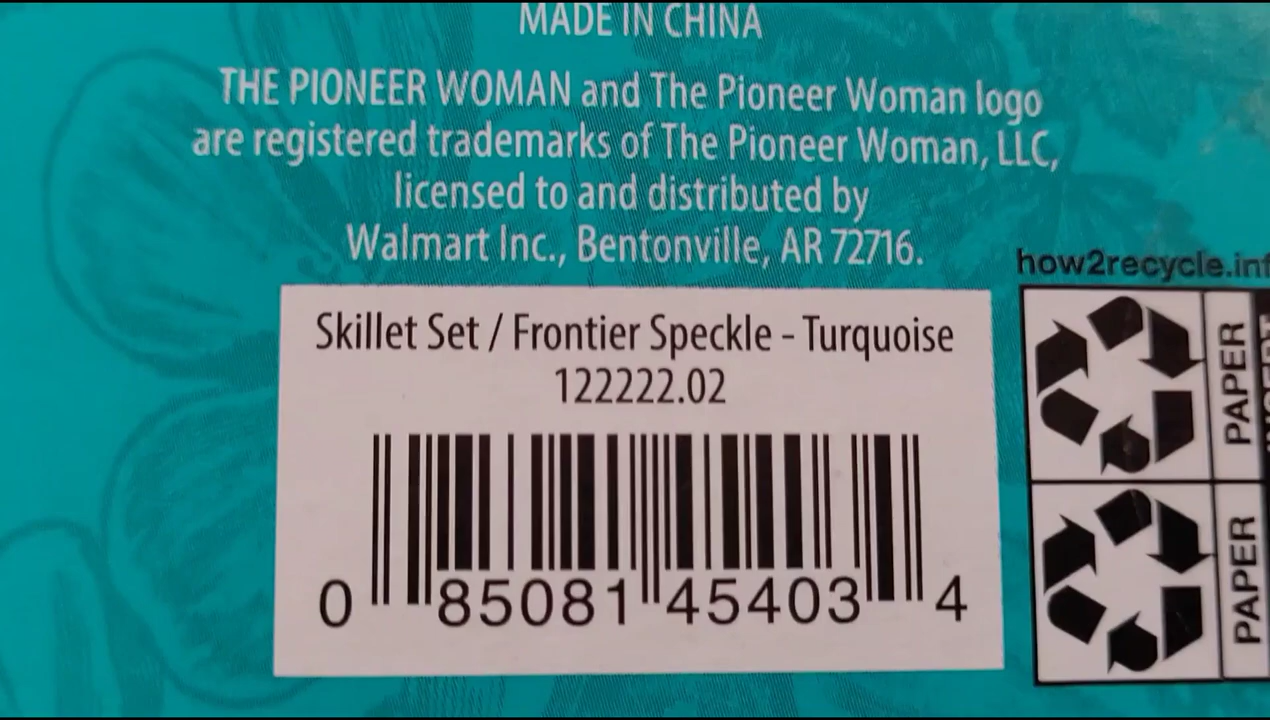 MADE IN CHINA
THE PIONEER WOMAN and The Pioneer Woman logo
are registered trademarks of The Pioneer Woman, LLC,
licensed to and distributed by
Walmart Inc., Bentonville, AR 72716.
how2recycle.inf
Skillet Set / Frontier Speckle - Turquoise
122222.02
0 85081 45403 4
PAPER
PAPER